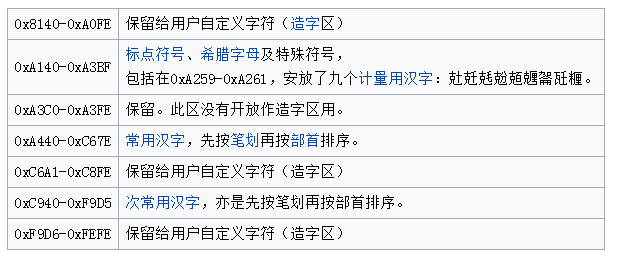 0x8140-0xA0FE 保留给用户自定义字符(造字区)
0xA140-0xA3BF 标点符号、希腊字母及特殊符号,
包括在0xA259-0xA261,安放了九个计量用汉字:兙兛兞兝兡兣嗧瓩糎。
0xA3C0-0xA3FE 保留。此区没有开放作造字区用。
0xA440-0xC67E 常用汉字,先按笔划再按部首排序。
0xC6A1-0xC8FE 保留给用户自定义字符(造字区)
0xC940-0xF9D5 次常用汉字,亦是先按笔划再按部首排序。
0xF9D6-0xFEFE 保留给用户自定义字符(造字区)